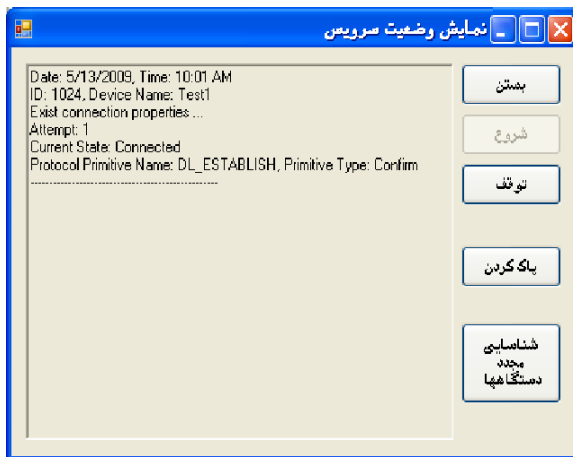 نمایش وضعیت سرویس
Date: 5/13/2009, Time: 10:01 AM
ID: 1024, Device Name: Test1
Exist connection properties ...
Attempt: 1
Current State: Connected
Protocol Primitive Name: DL_ESTABLISH, Primitive Type: Confirm
--------------------------------------------------
بستن
شروع
توقف
پاک کردن
شناسایی
مجدد
دستگاهها